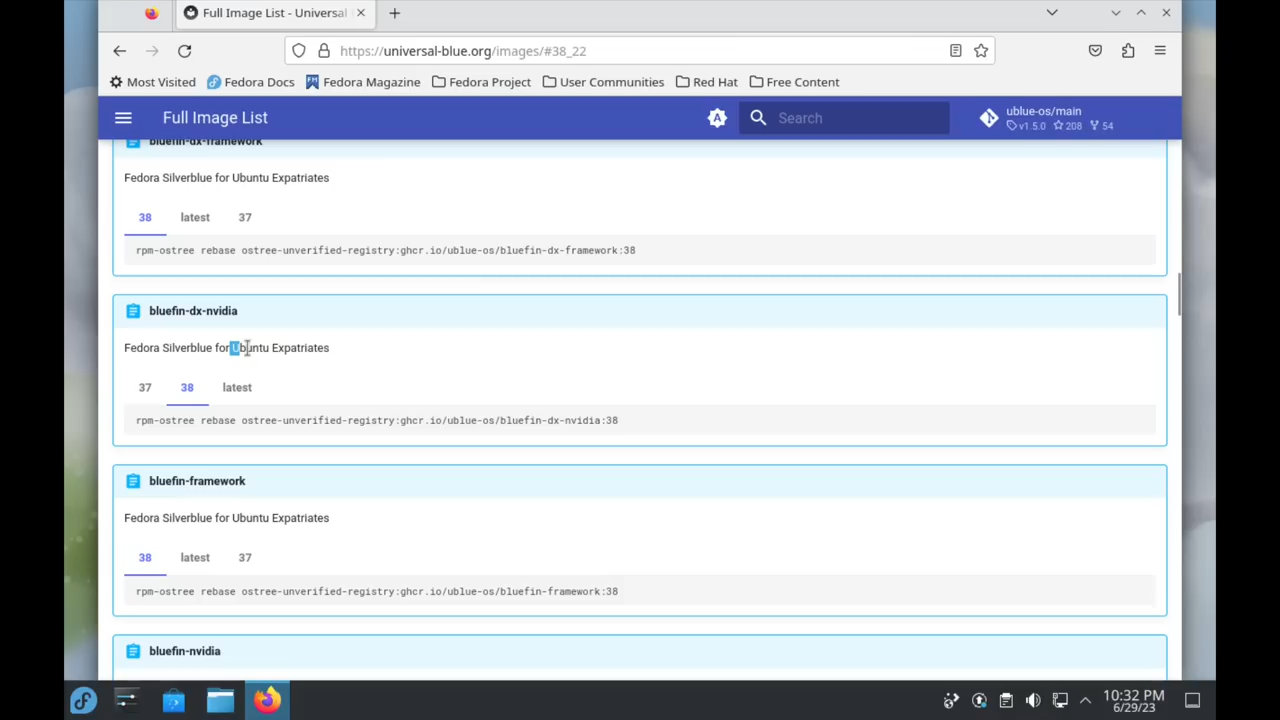 Full Image List - Universal
https://universal-blue.org/images/#38_22
Most Visited Fedora Docs Fedora Magazine Fedora Project User Communities Red Hat Free Content
Full Image List
A
Search
ublue-os/main
v1.5.0 208 54
bluefin-dx-framework
Fedora Silverblue for Ubuntu Expatriates
38 latest 37
rpm-ostree rebase ostree-unverified-registry:ghcr.io/ublue-os/bluefin-dx-framework:38
bluefin-dx-nvidia
Fedora Silverblue for Ubuntu Expatriates
37 38 latest
rpm-ostree rebase ostree-unverified-registry:ghcr.io/ublue-os/bluefin-dx-nvidia:38
bluefin-framework
Fedora Silverblue for Ubuntu Expatriates
38 latest 37
rpm-ostree rebase ostree-unverified-registry:ghcr.io/ublue-os/bluefin-framework:38
bluefin-nvidia
10:32 PM
6/29/23